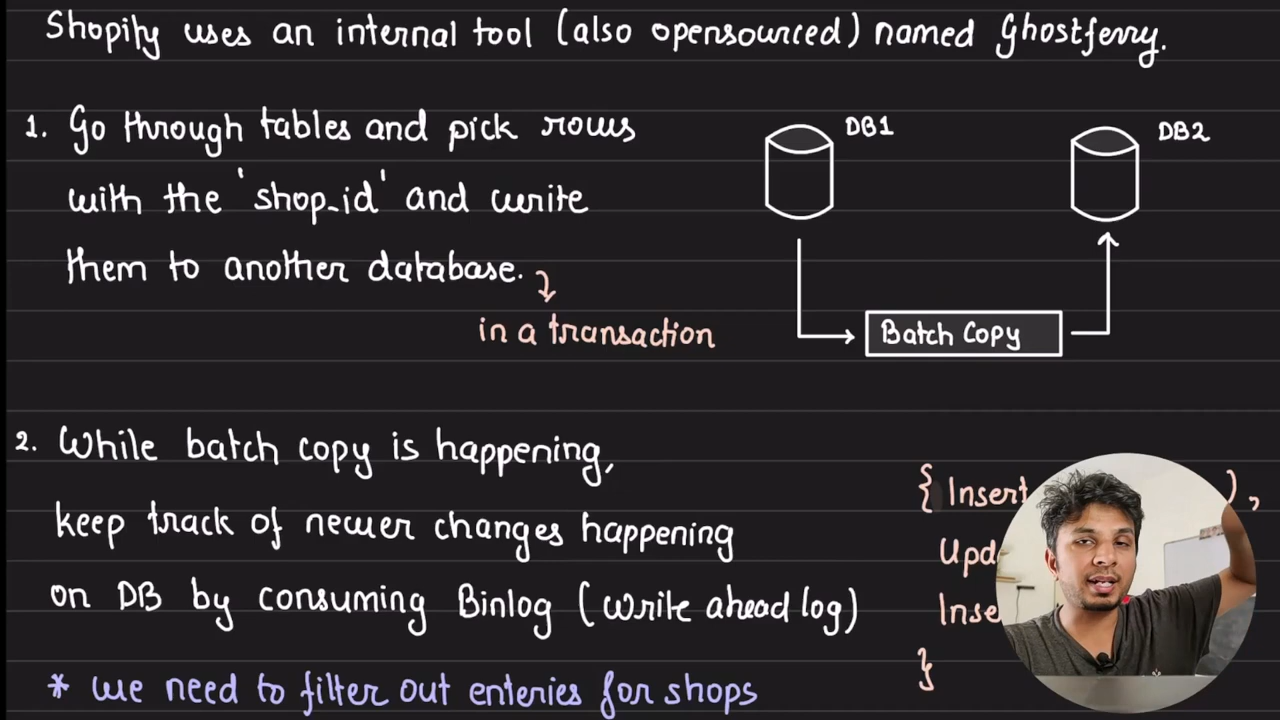 Shopify uses an internal tool (also opensourced) named Ghostferry.
1. Go through tables and pick rows
with the 'shop_id' and write
them to another database.
in a transaction
DB1
DB2
Batch Copy
2. While batch copy is happening,
keep track of newer changes happening
on DB by consuming Binlog (write ahead log)
* we need to filter out enteries for shops
{ Insert ),
}